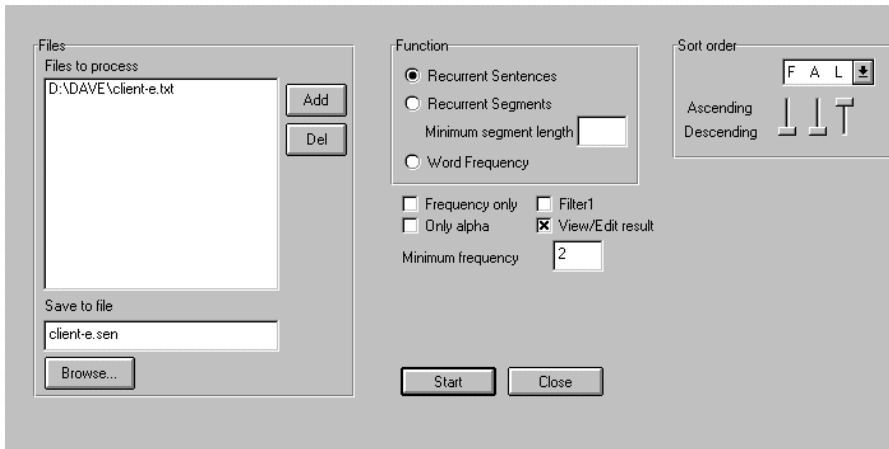 Files
Files to process
D:\DAVE\client-e.txt
Add
Del
Save to file
client-e.sen
Browse...
Function
Recurrent Sentences
Recurrent Segments
Minimum segment length
Word Frequency
Frequency only
Filter1
Only alpha
View/Edit result
Minimum frequency
2
Start
Close
Sort order
F A L
Ascending
Descending